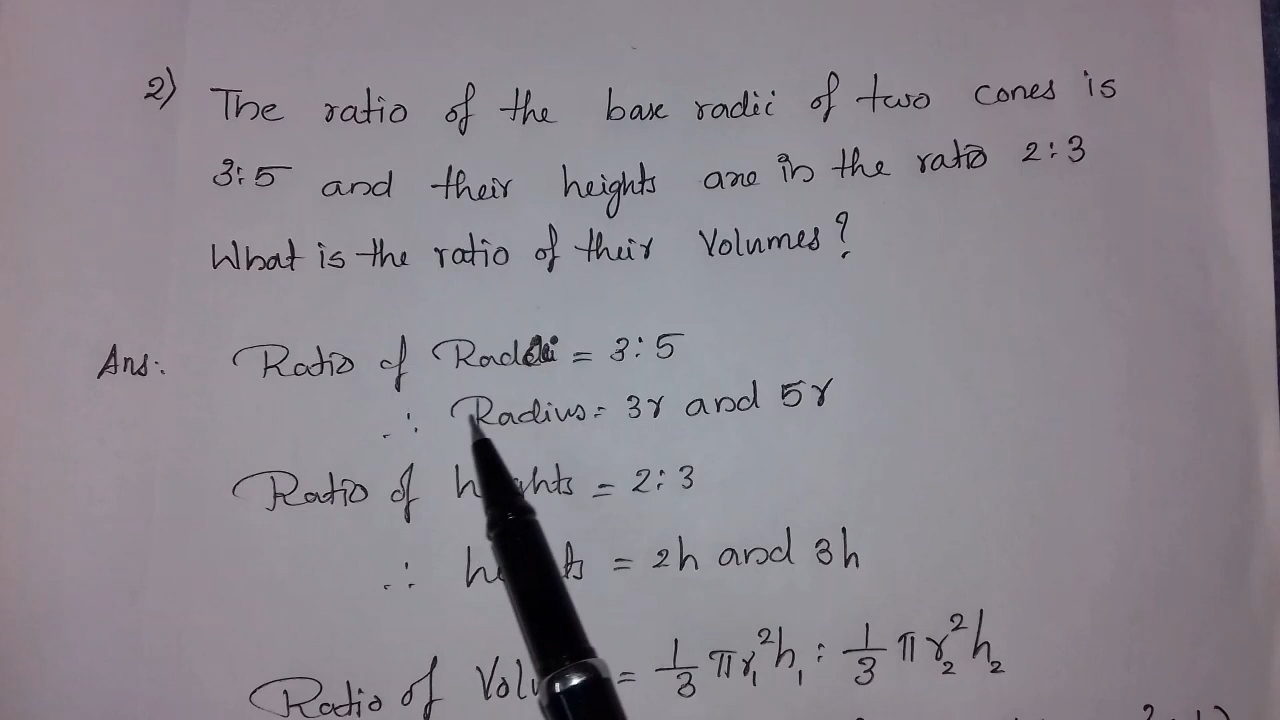 2) The ratio of the base radii of two cones is
3:5 and their heights are in the ratio 2:3
What is the ratio of their Volumes?
Ans: Ratio of Radii = 3:5
∴ Radius = 3r and 5r
Ratio of heights = 2:3
∴ = 2h and 3h
Ratio of = 1/3 πr₁²h₁ : 1/3 πr₂²h₂